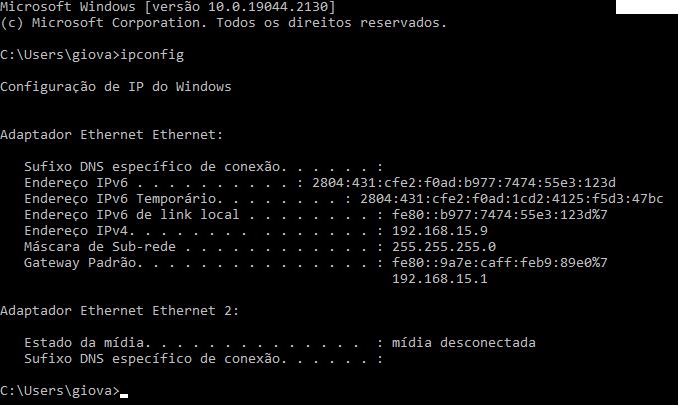 Microsoft Windows [versão 10.0.19044.2130]
(c) Microsoft Corporation. Todos os direitos reservados.
C:\Users\giova>ipconfig
Configuração de IP do Windows
Adaptador Ethernet Ethernet:
Sufixo DNS específico de conexão. . . . . . :
Endereço IPv6 . . . . . . . . . . : 2804:431:cfe2:f0ad:b977:7474:55e3:123d
Endereço IPv6 Temporário. . . . . . . . : 2804:431:cfe2:f0ad:1cd2:4125:f5d3:47bc
Endereço IPv6 de link local . . . . . . . . : fe80::b977:7474:55e3:123d%7
Endereço IPv4. . . . . . . . . . . . . . . : 192.168.15.9
Máscara de Sub-rede . . . . . . . . . . . . : 255.255.255.0
Gateway Padrão. . . . . . . . . . . . . . . : fe80::9a7e:caff:feb9:89e0%7
192.168.15.1
Adaptador Ethernet Ethernet 2:
Estado da mídia. . . . . . . . . . . . . . : mídia desconectada
Sufixo DNS específico de conexão. . . . . . :
C:\Users\giova>